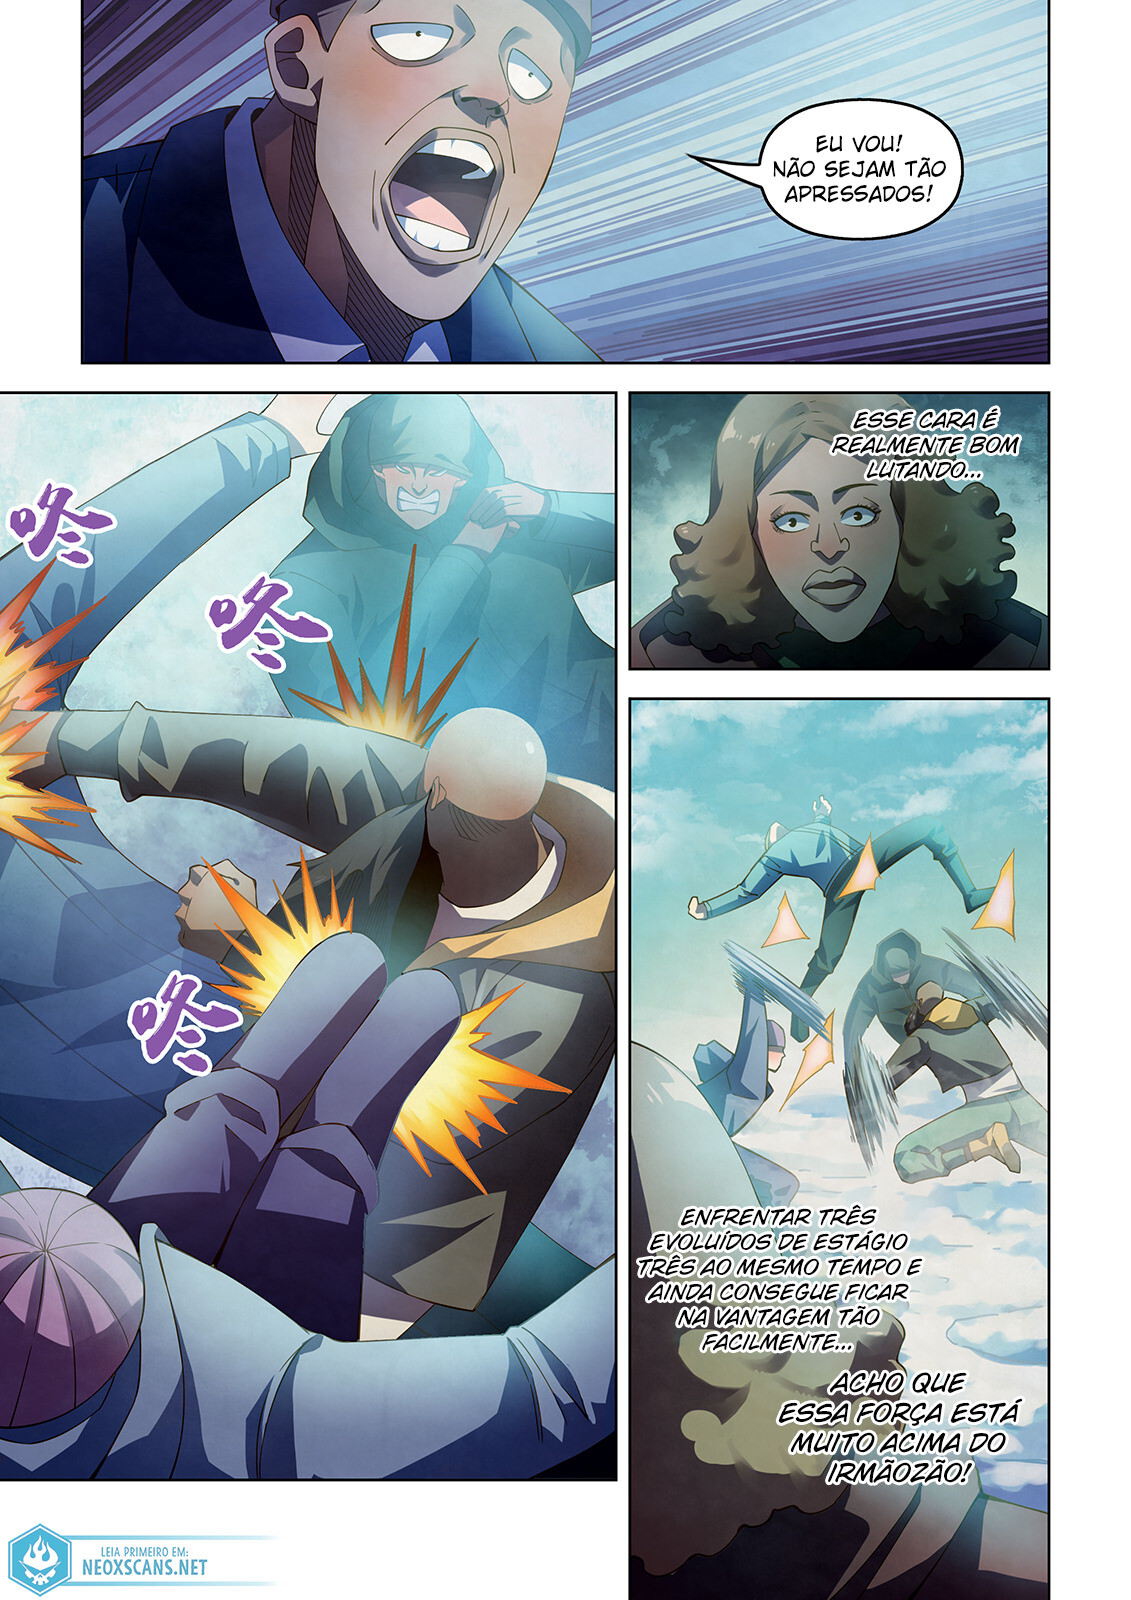 EU VOU!
NÃO SEJAM TÃO
APRESSADOS!
ESSE CARA É
REALMENTE BOM
LUTANDO...
咚
咚
咚
ENFRENTAR TRÊS
EVOLUÍDOS DE ESTÁGIO
TRÊS AO MESMO TEMPO E
AINDA CONSEGUE FICAR
NA VANTAGEM TÃO
FACILMENTE...
ACHO QUE
ESSA FORÇA ESTÁ
MUITO ACIMA DO
IRMÃOZÃO!
LEIA PRIMEIRO EM:
NEOXSCANS.NET